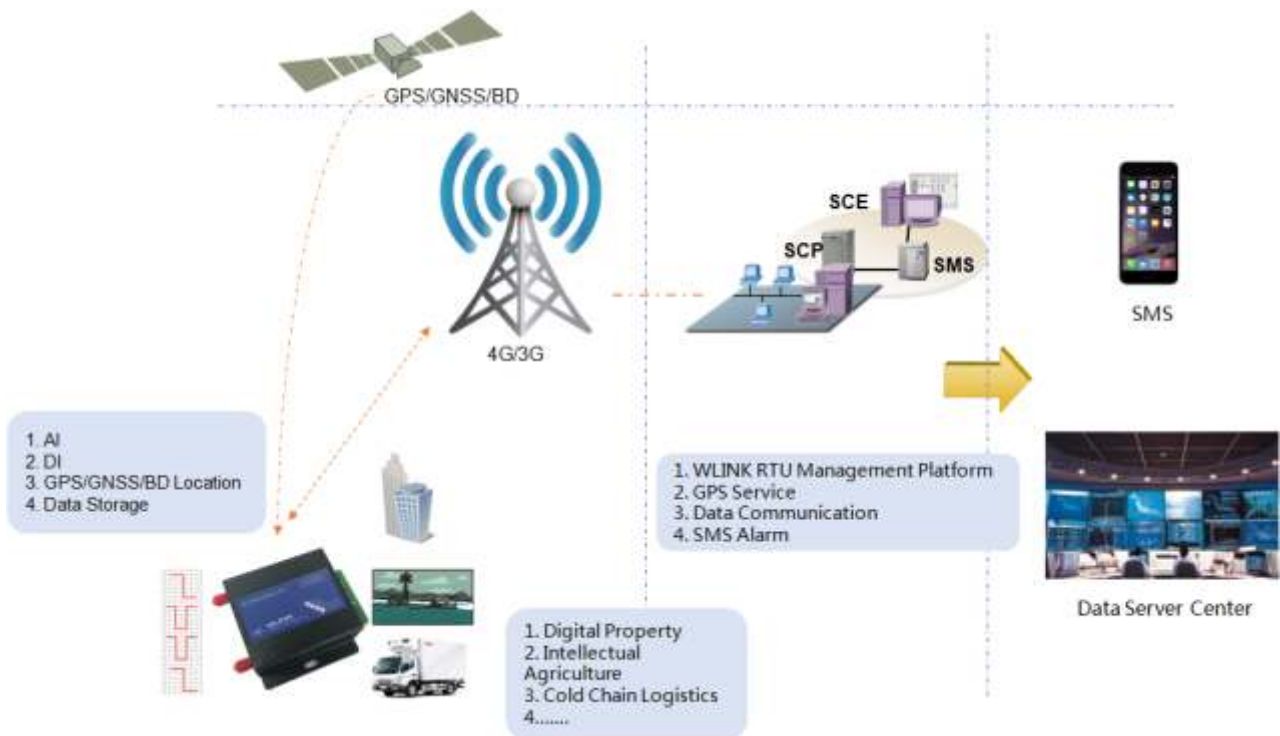 GPS/GNSS/BD
SCE
SCP
SMS
4G/3G
SMS
1. AI
2. DI
3. GPS/GNSS/BD Location
4. Data Storage
1. WLINK RTU Management Platform
2. GPS Service
3. Data Communication
4. SMS Alarm
Data Server Center
1. Digital Property
2. Intellectual
Agriculture
3. Cold Chain Logistics
4.......